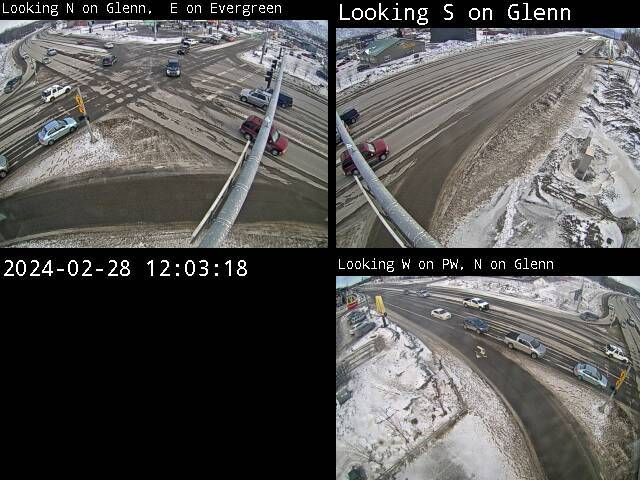 Looking N on Glenn,  E on Evergreen
Looking S on Glenn
2024-02-28 12:03:18
Looking W on PW, N on Glenn